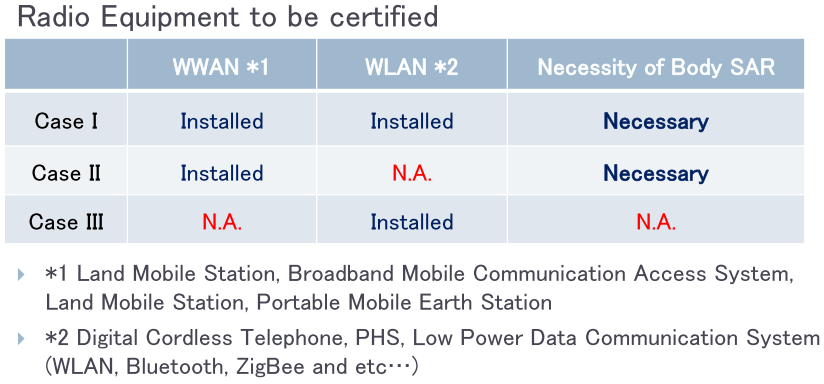 Radio Equipment to be certified
WWAN *1 WLAN *2 Necessity of Body SAR
Case I Installed Installed Necessary
Case II Installed N.A. Necessary
Case III N.A. Installed N.A.
*1 Land Mobile Station, Broadband Mobile Communication Access System,
Land Mobile Station, Portable Mobile Earth Station
*2 Digital Cordless Telephone, PHS, Low Power Data Communication System
(WLAN, Bluetooth, ZigBee and etc…)